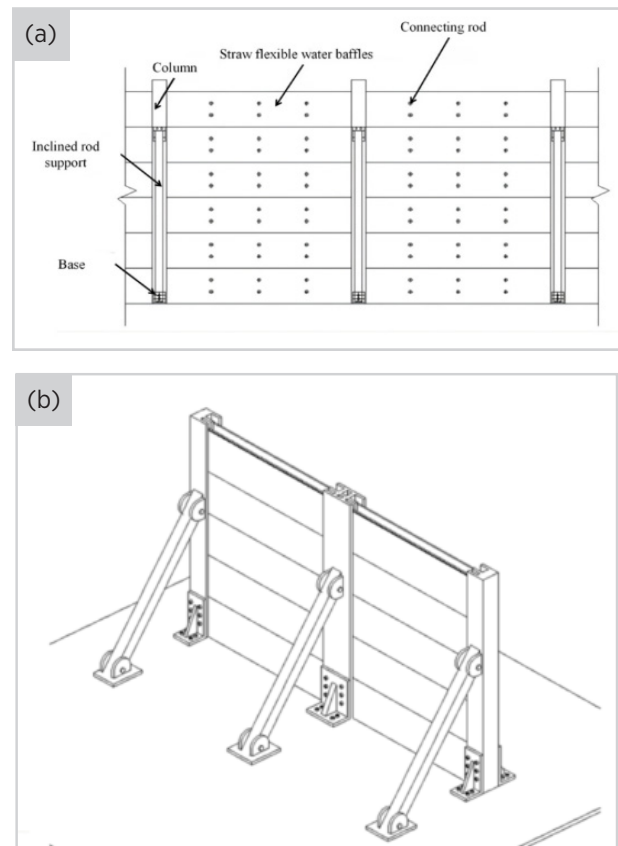 (a)
Connecting rod
Straw flexible water baffles
Column
Inclined rod
support
Base
(b)